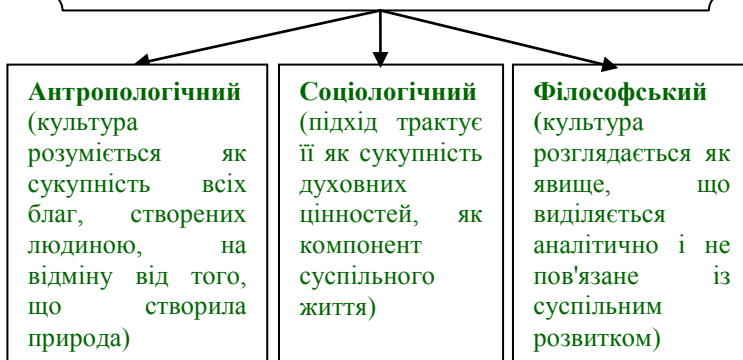 Антропологічний
(культура
розуміється як
сукупність всіх
благ, створених
людиною, на
відміну від того,
що створила
природа)
Соціологічний
(підхід трактує
її як сукупність
духовних
цінностей, як
компонент
суспільного
життя)
Філософський
(культура
розглядається як
явище, що
виділяється
аналітично і не
пов'язане із
суспільним
розвитком)